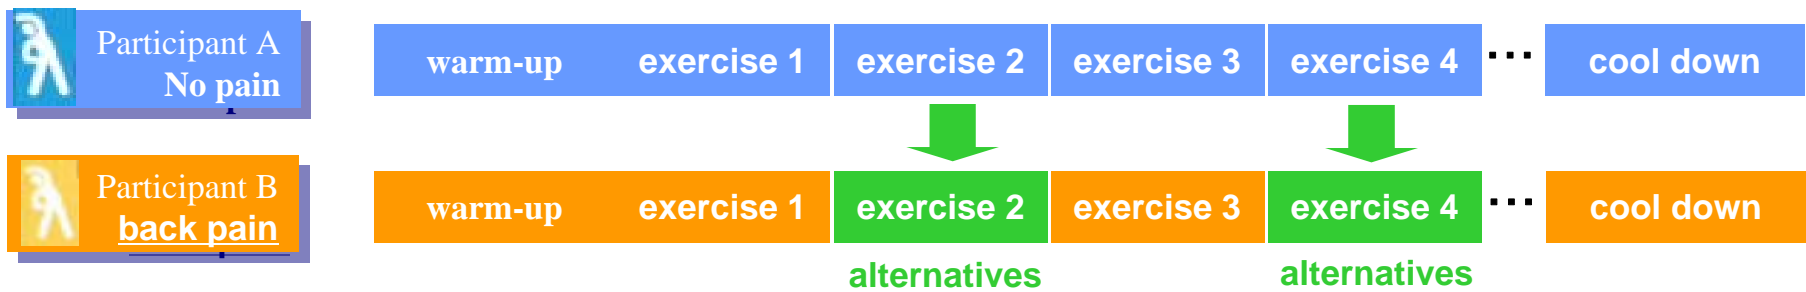 Participant A
No pain
warm-up exercise 1 exercise 2 exercise 3 exercise 4 ... cool down
Participant B
back pain
warm-up exercise 1 exercise 2 exercise 3 exercise 4 ... cool down
alternatives alternatives